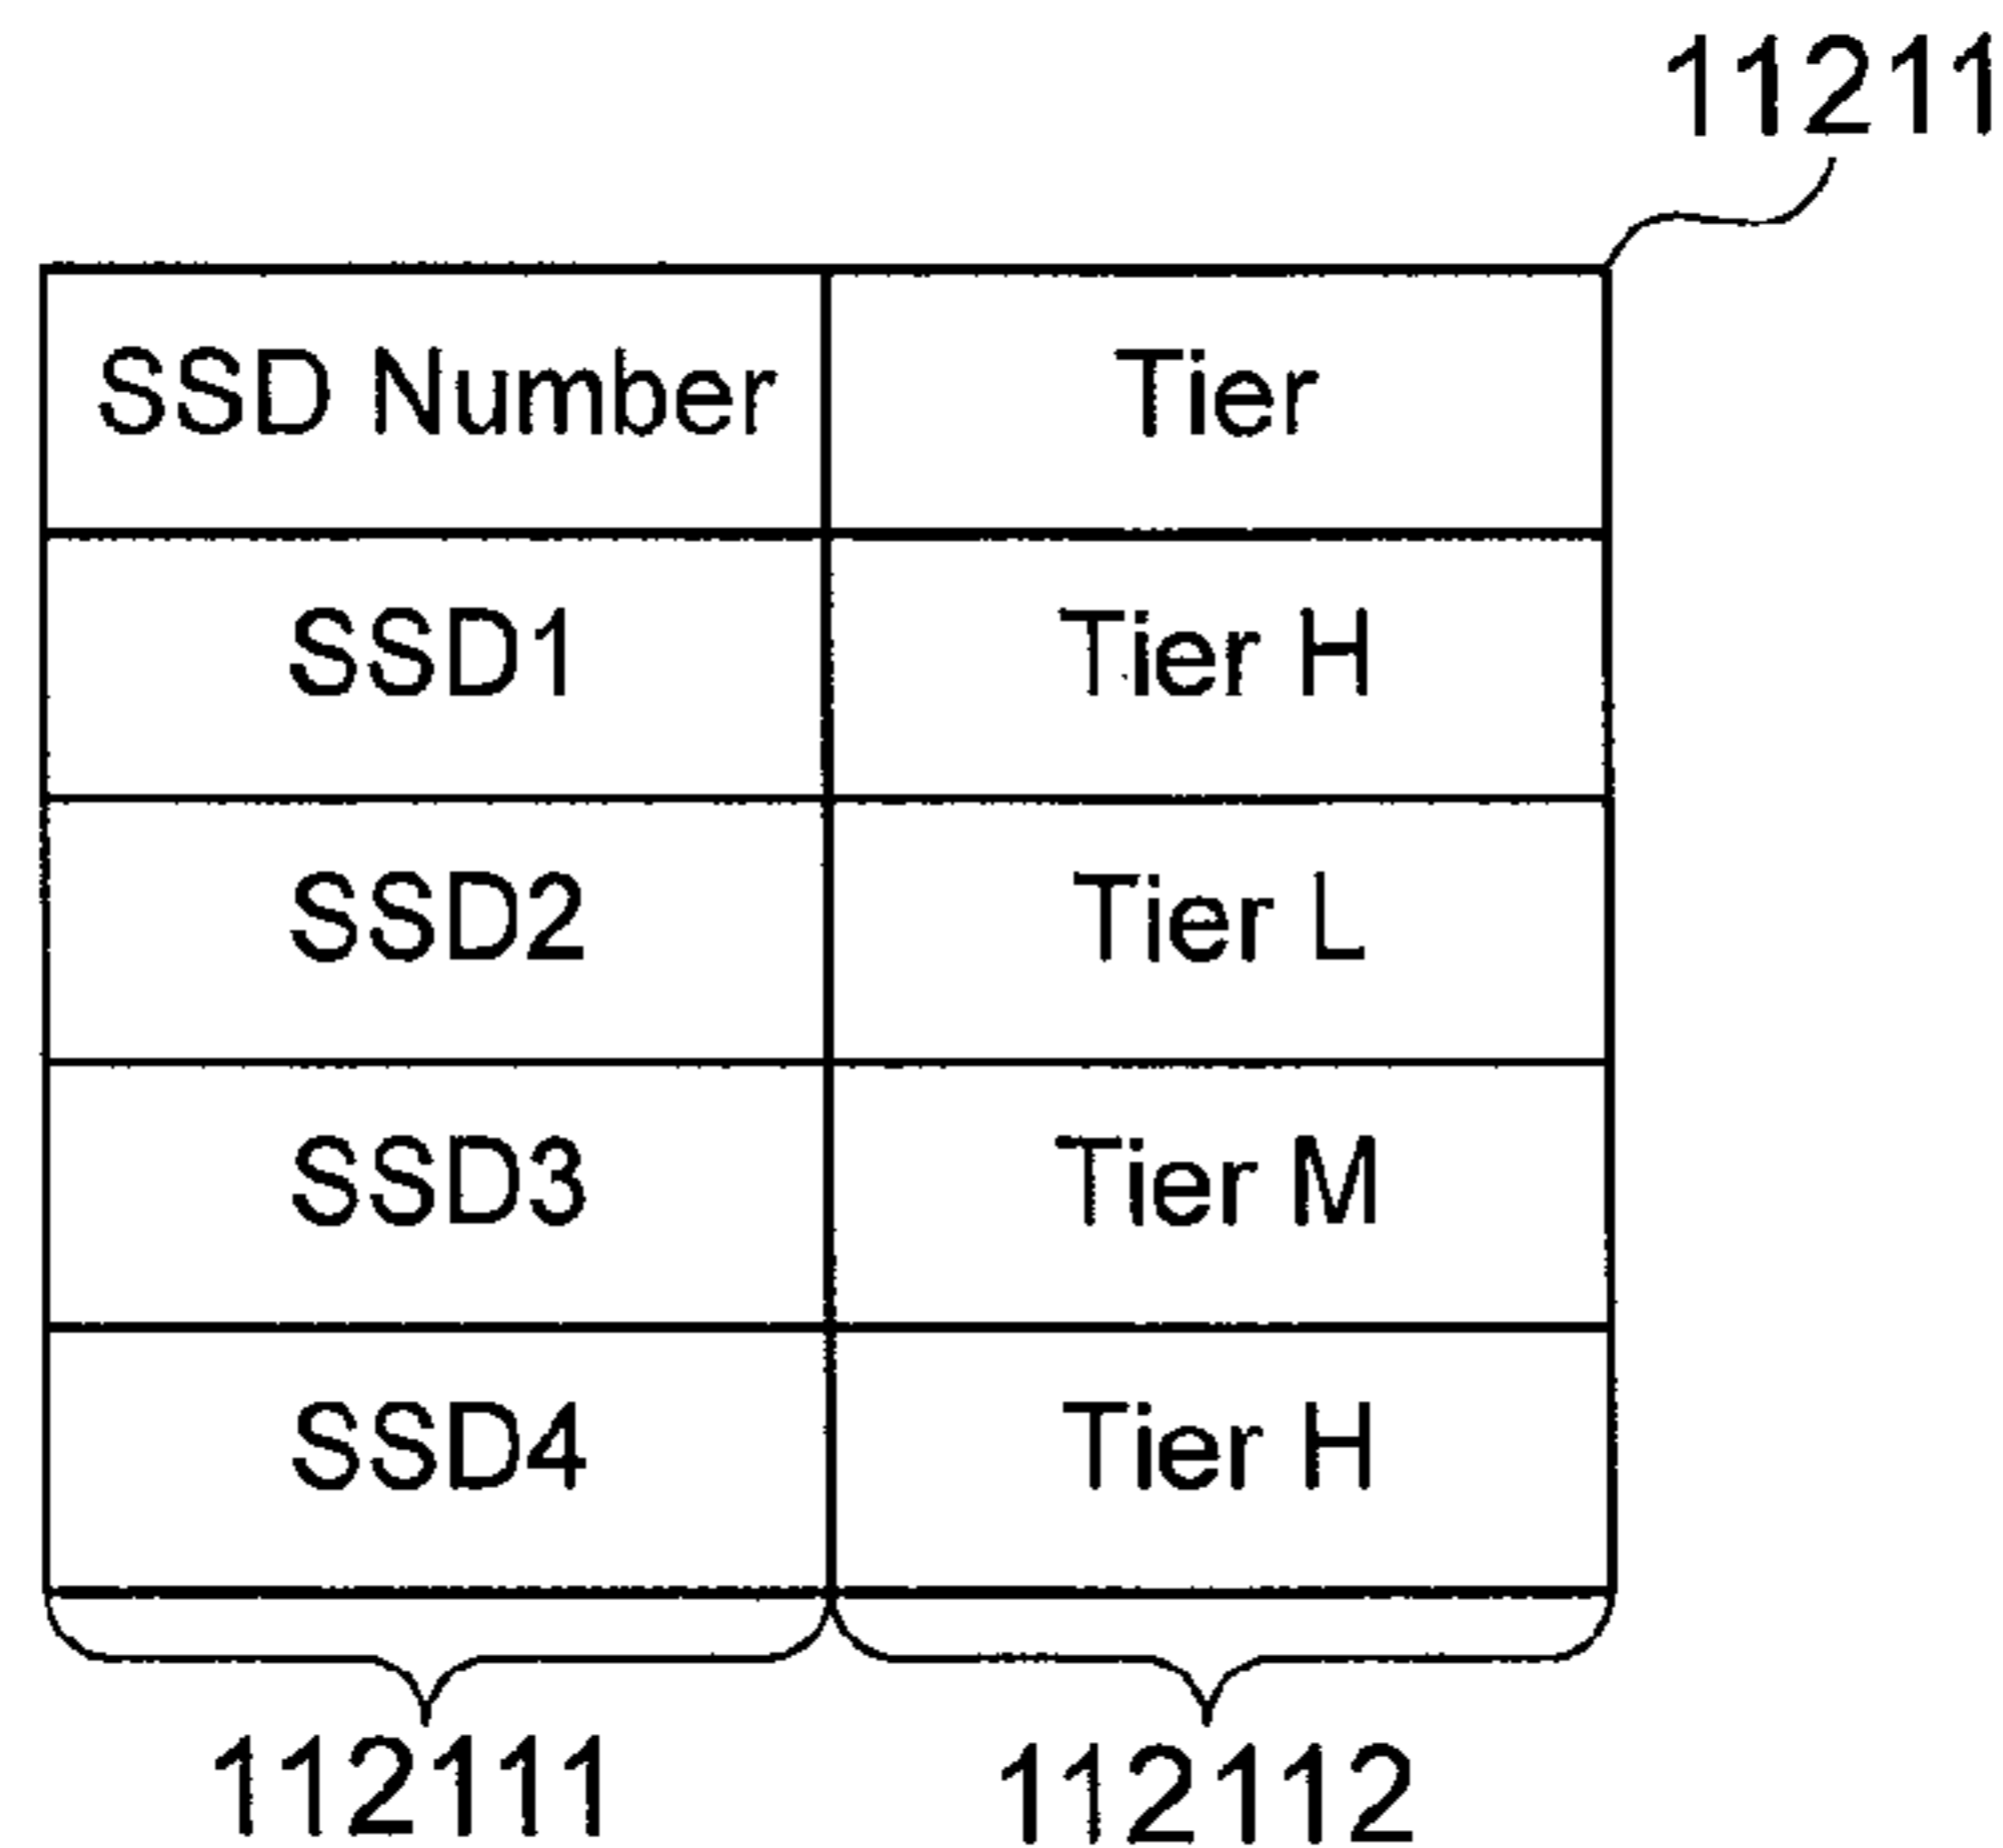 11211
SSD Number Tier
SSD1 Tier H
SSD2 Tier L
SSD3 Tier M
SSD4 Tier H
112111 112112